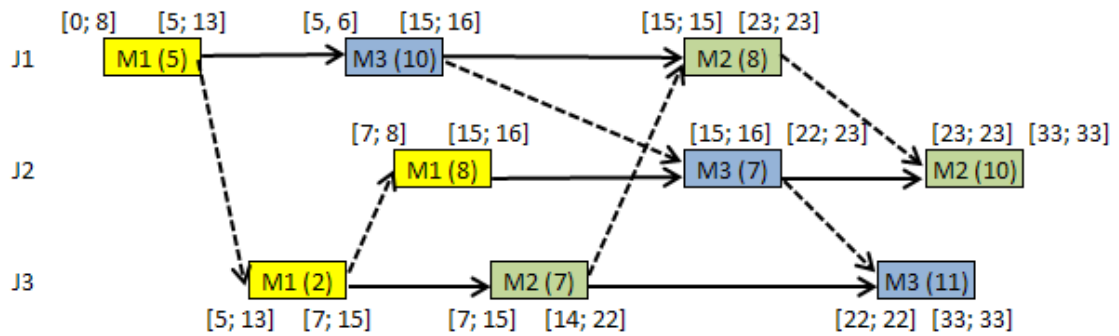 [0; 8] [5; 13] [5, 6] [15; 16] [15; 15] [23; 23]
J1 M1 (5) M3 (10) M2 (8)
[7; 8] [15; 16] [15; 16] [22; 23] [23; 23] [33; 33]
J2 M1 (8) M3 (7) M2 (10)
J3 M1 (2) M2 (7) M3 (11)
[5; 13] [7; 15] [7; 15] [14; 22] [22; 22] [33; 33]